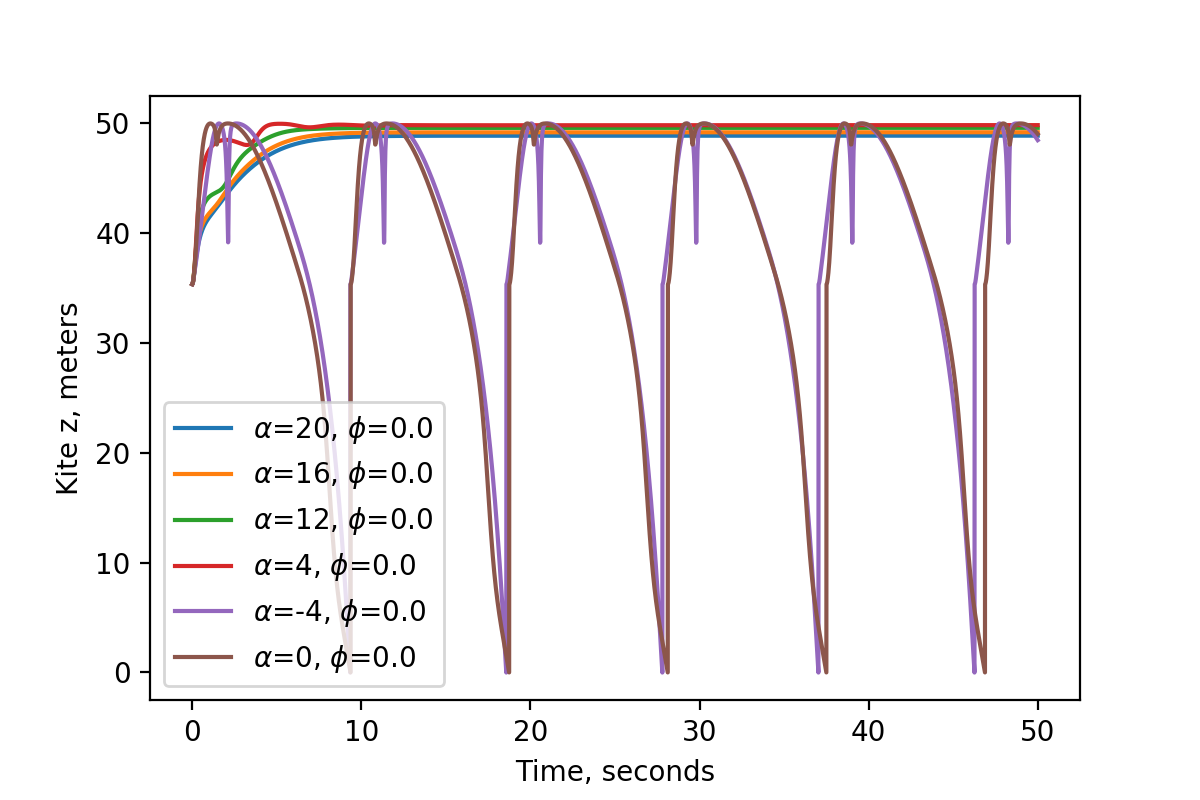 50
40
30
20
10
0
Kite z, meters
α=20, ϕ=0.0
α=16, ϕ=0.0
α=12, ϕ=0.0
α=4, ϕ=0.0
α=-4, ϕ=0.0
α=0, ϕ=0.0
0 10 20 30 40 50
Time, seconds